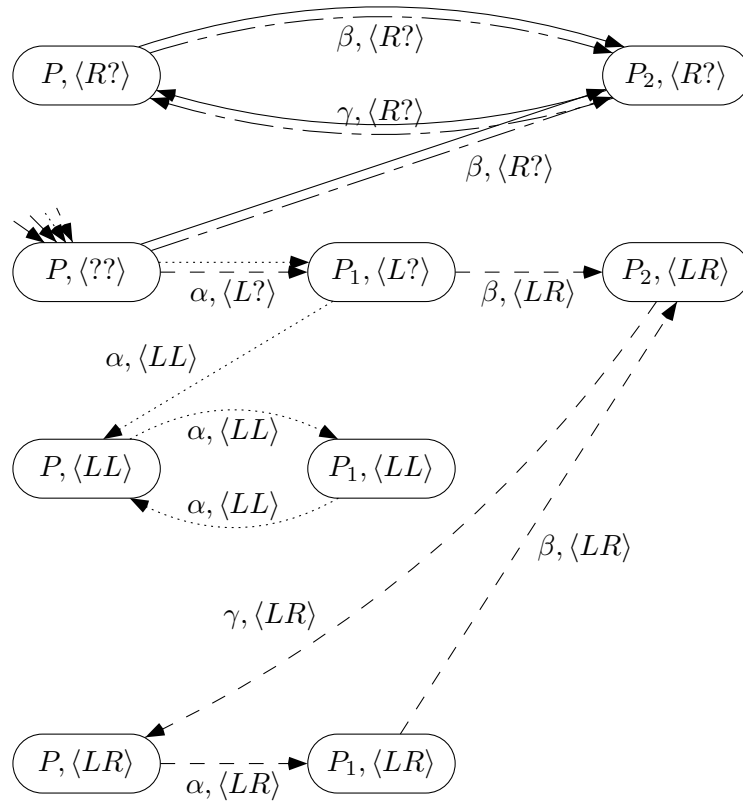 β, ⟨R?⟩
P, ⟨R?⟩
P₂, ⟨R?⟩
γ, ⟨R?⟩
β, ⟨R?⟩
P, ⟨??⟩
P₁, ⟨L?⟩
P₂, ⟨LR⟩
α, ⟨L?⟩
β, ⟨LR⟩
α, ⟨LL⟩
α, ⟨LL⟩
P, ⟨LL⟩
P₁, ⟨LL⟩
α, ⟨LL⟩
β, ⟨LR⟩
γ, ⟨LR⟩
P, ⟨LR⟩
P₁, ⟨LR⟩
α, ⟨LR⟩